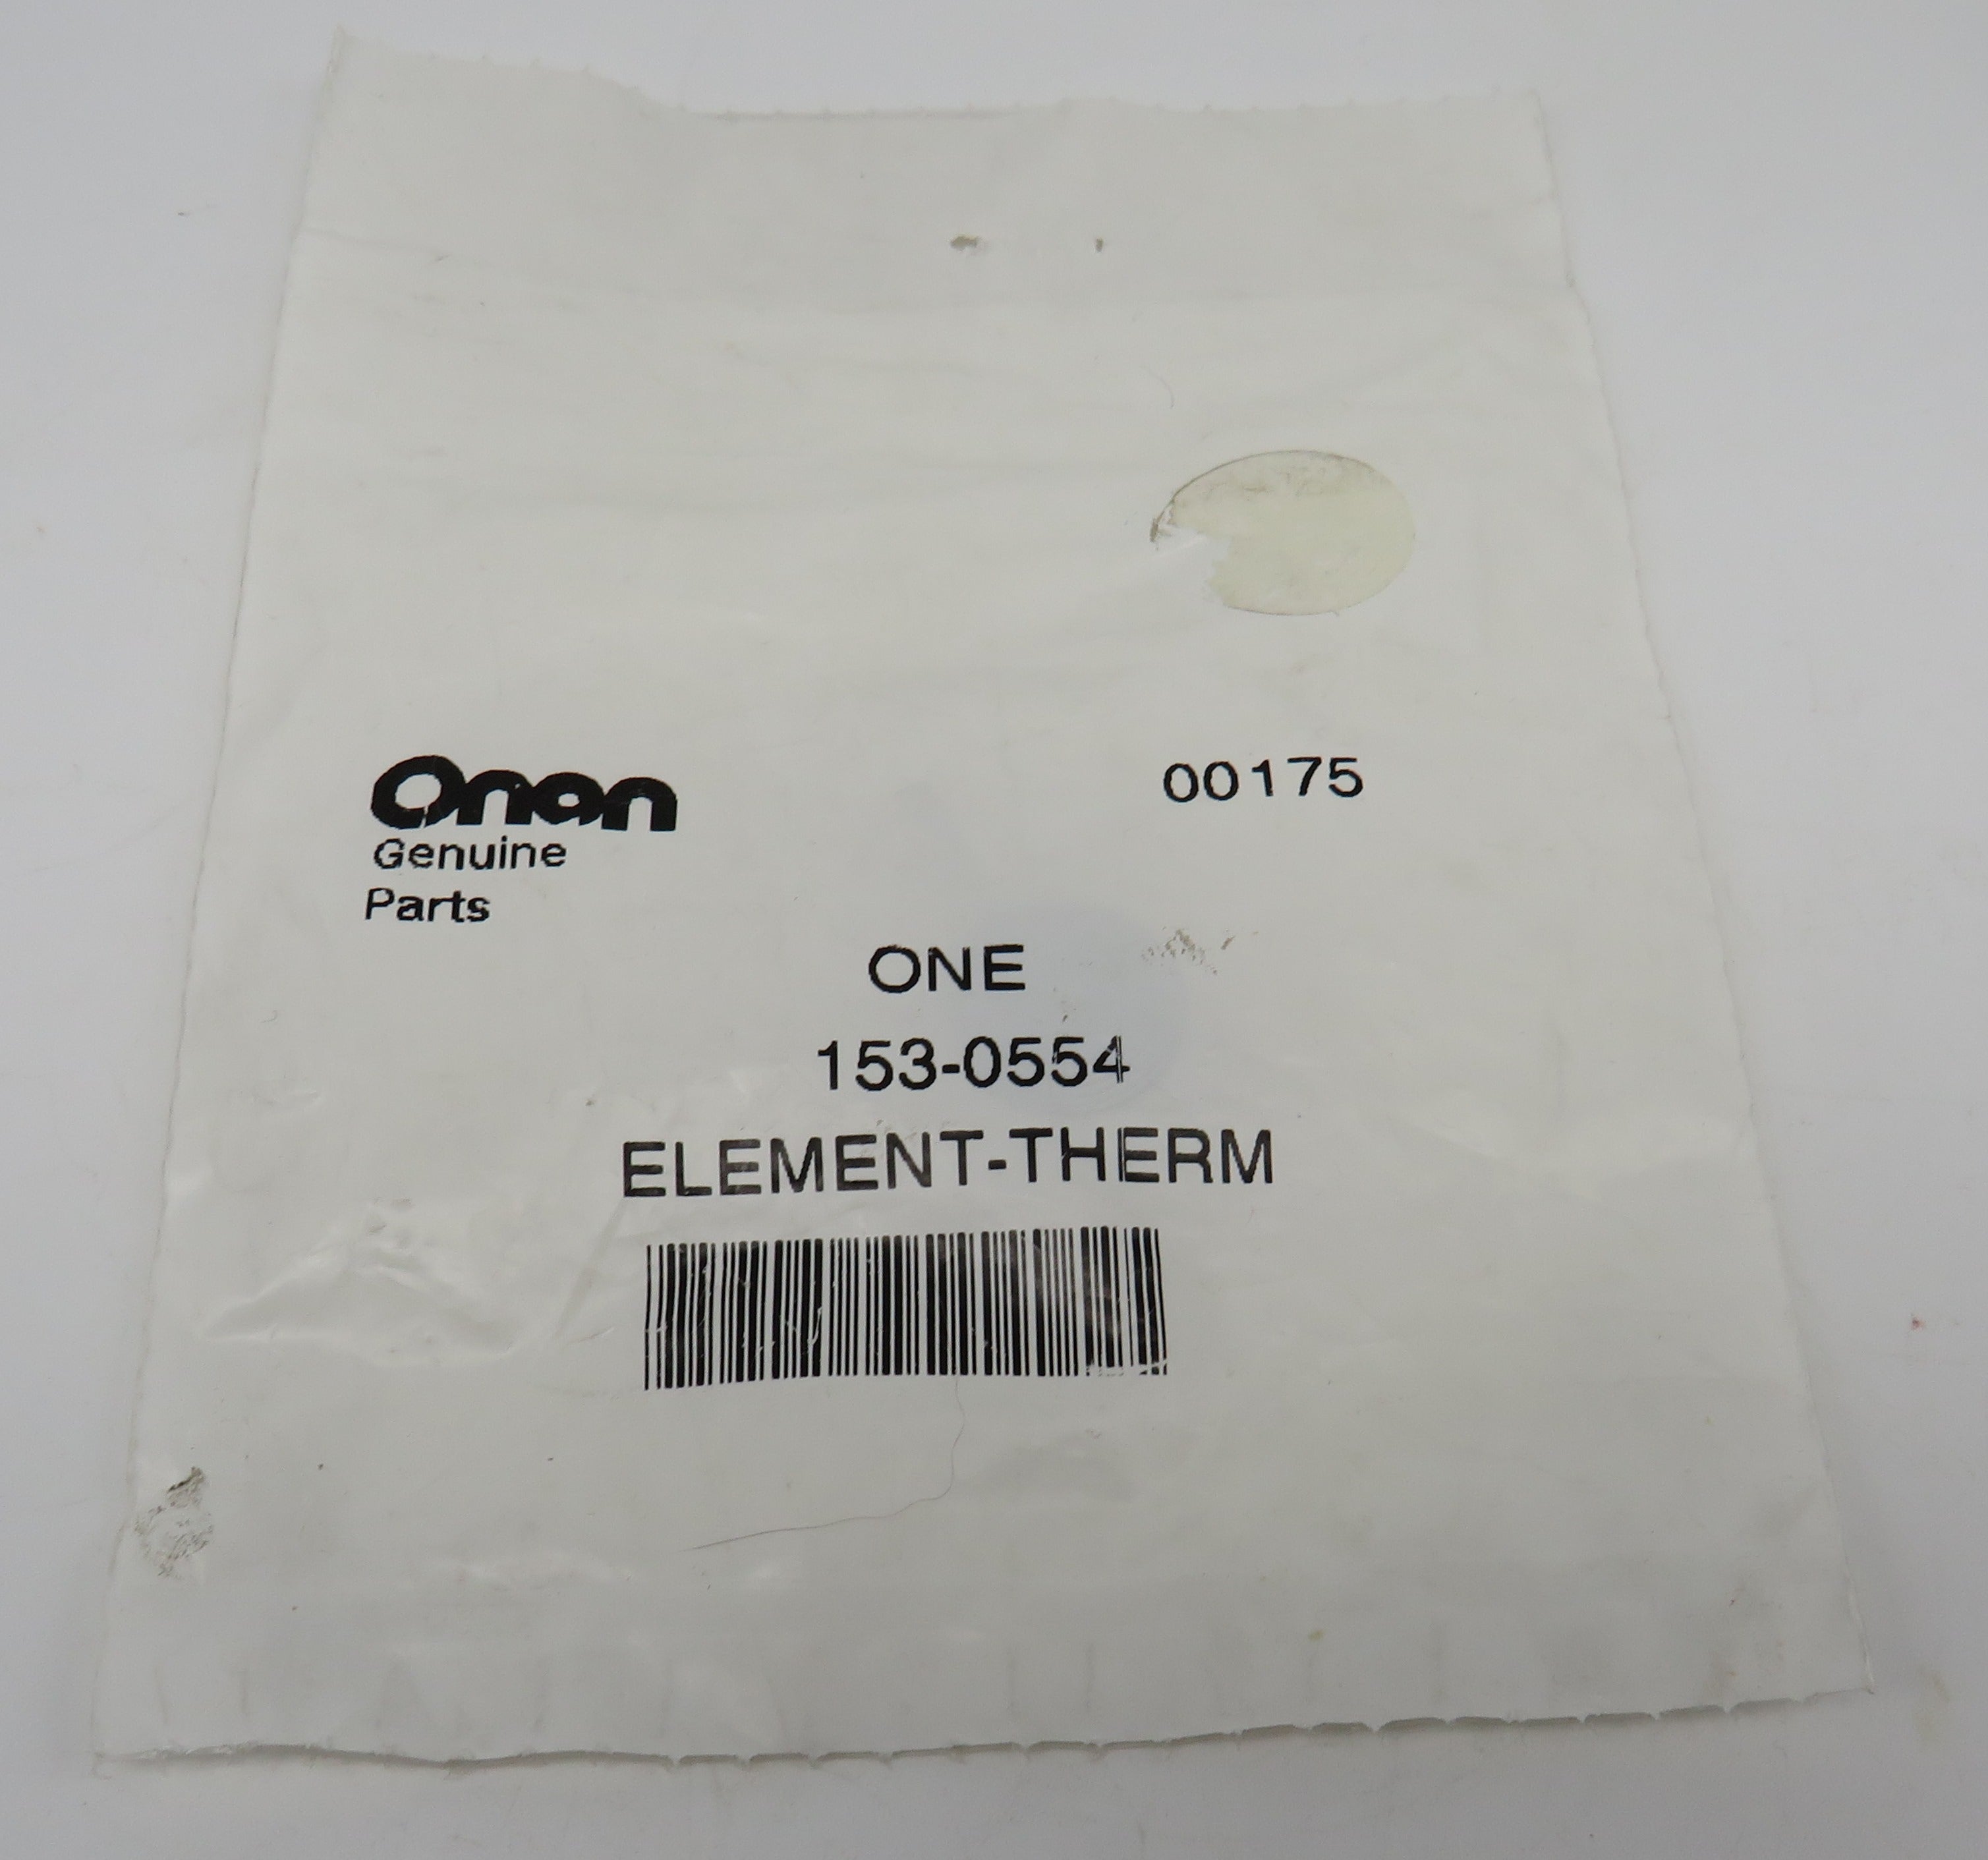 Onan
Genuine
Parts
00175
ONE
153-0554
ELEMENT-THERM